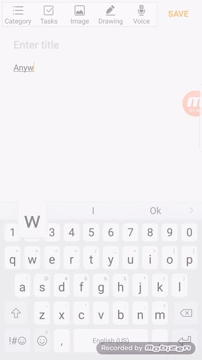 Category Tasks Image Drawing Voice SAVE
Enter title
Anyw
W
I Ok
1 2 3 4 5 6 7 8 9 0
q w e r t y u i o p
a s d f g h j k l
z x c v b n m
!#☺ , English (US) .
Recorded by MOBIZEN